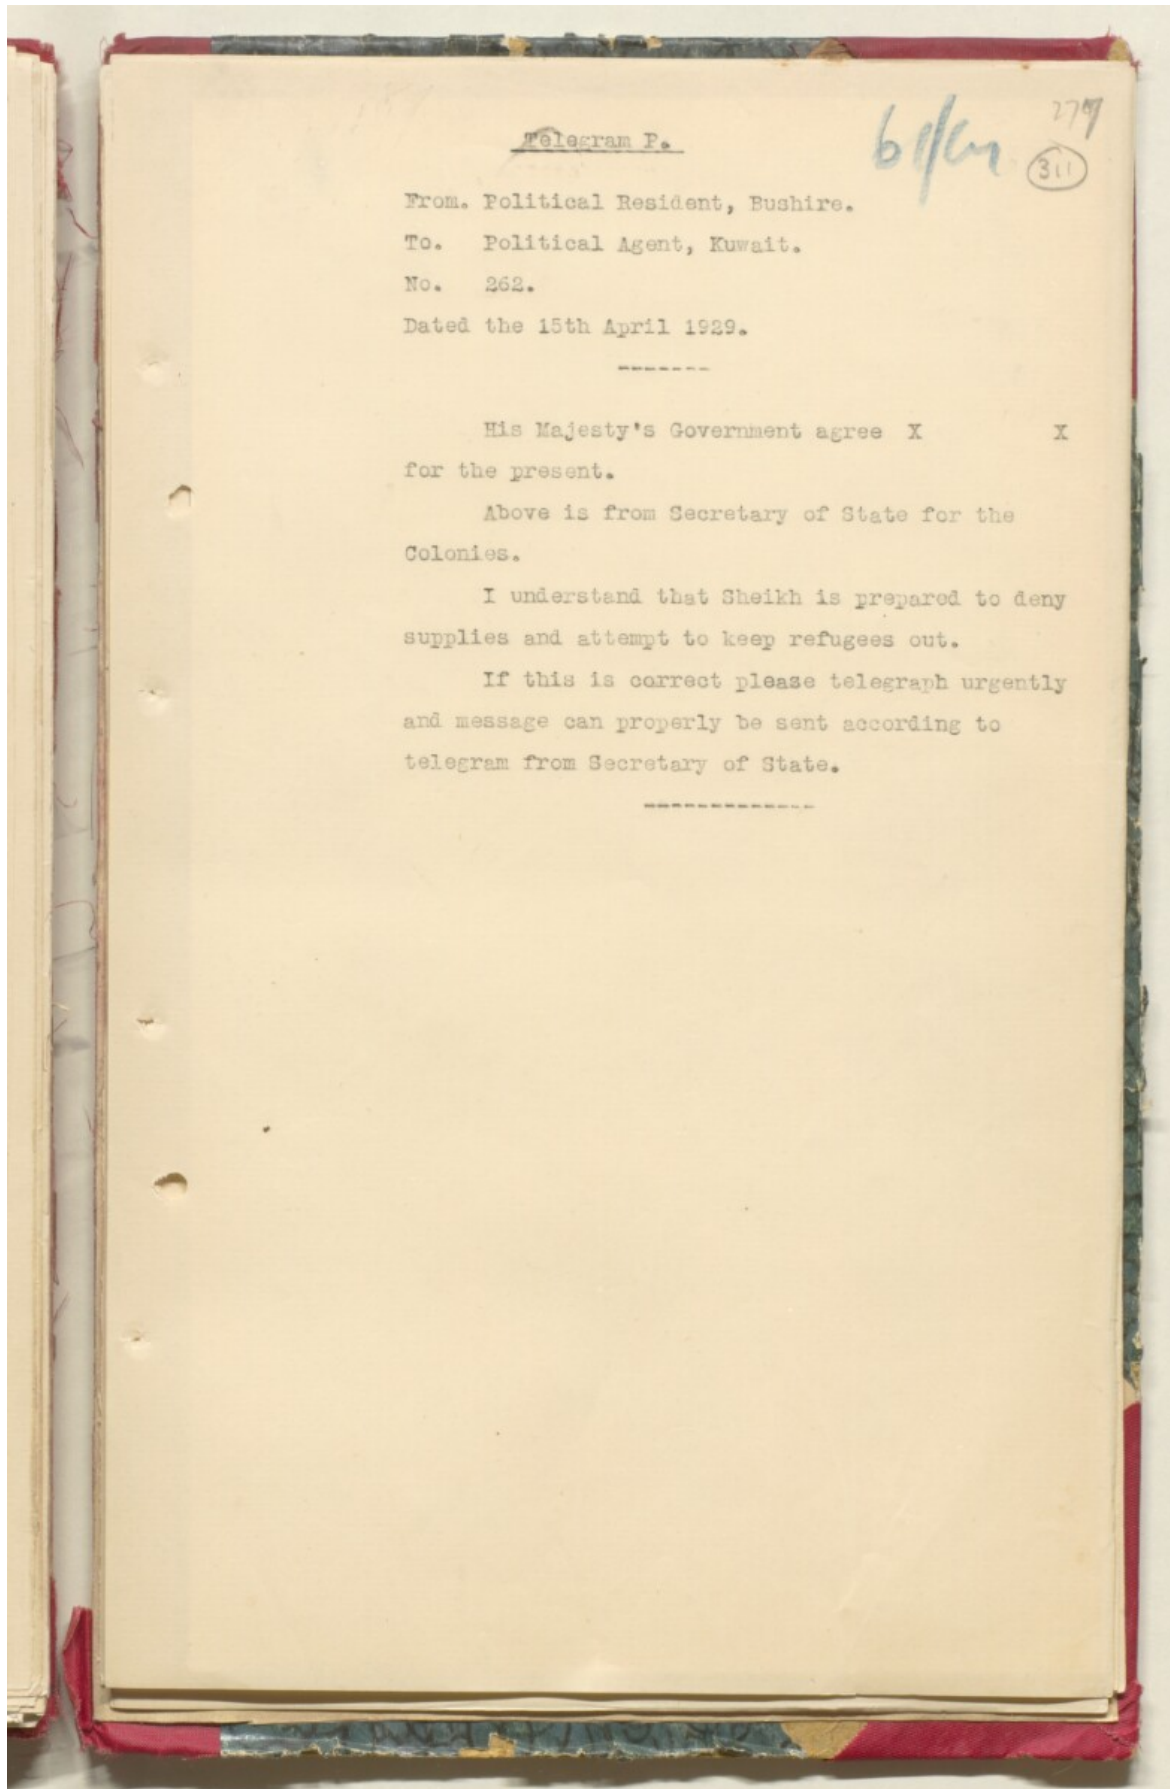 Telegram P.
277
311
From. Political Resident, Bushire.
To. Political Agent, Kuwait.
No. 262.
Dated the 15th April 1929.
-------
His Majesty's Government agree X X
for the present.
Above is from Secretary of State for the
Colonies.
I understand that Sheikh is prepared to deny
supplies and attempt to keep refugees out.
If this is correct please telegraph urgently
and message can properly be sent according to
telegram from Secretary of State.
-------------